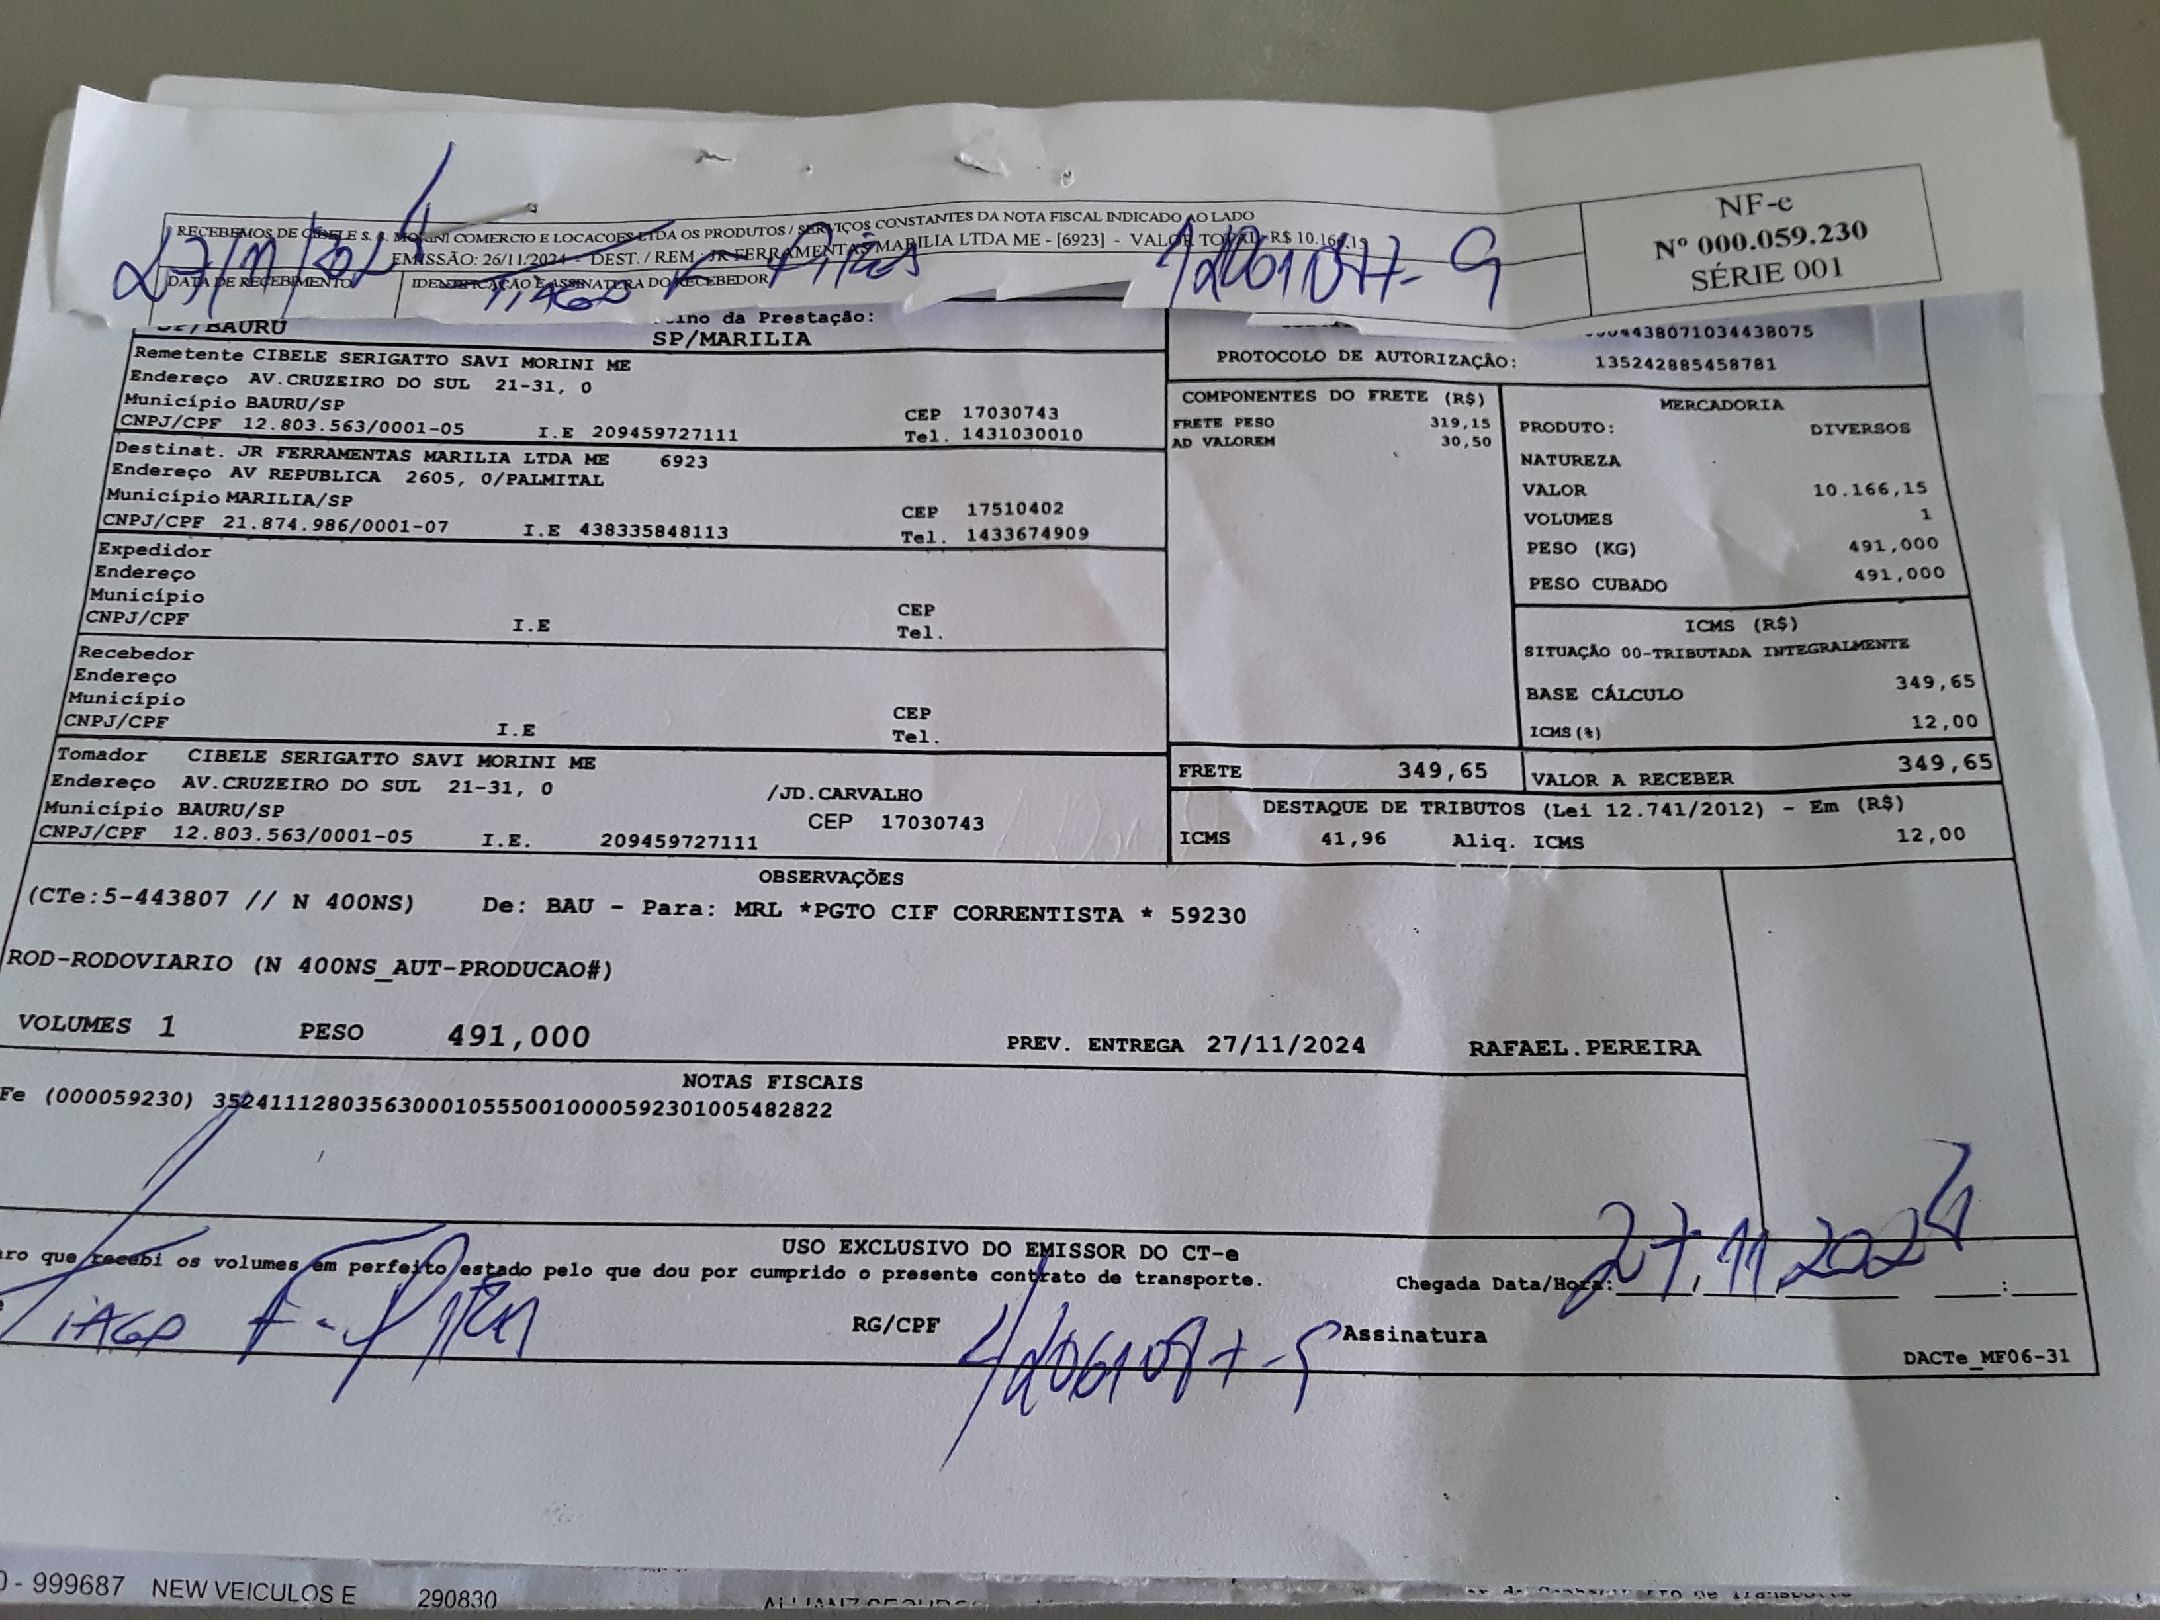 RECEBEMOS DE CIBELE S. S. MORINI COMERCIO E LOCACOES LTDA OS PRODUTOS / SERVIÇOS CONSTANTES DA NOTA FISCAL INDICADO AO LADO
EMISSÃO: 26/11/2024 - DEST. / REM.: JR FERRAMENTAS MARILIA LTDA ME - [6923] - VALOR TOTAL: R$ 10.166,15
DATA DE RECEBIMENTO
IDENTIFICAÇÃO E ASSINATURA DO RECEBEDOR
27/11/2024
TIAGO PIRES
NF-e
Nº 000.059.230
SÉRIE 001
SP/BAURU
da Prestação:
SP/MARILIA
4438071034438075
PROTOCOLO DE AUTORIZAÇÃO: 135242885458781
Remetente CIBELE SERIGATTO SAVI MORINI ME
Endereço AV.CRUZEIRO DO SUL 21-31, 0
Município BAURU/SP CEP 17030743
CNPJ/CPF 12.803.563/0001-05 I.E 209459727111 Tel. 1431030010
Destinat. JR FERRAMENTAS MARILIA LTDA ME 6923
Endereço AV REPUBLICA 2605, 0/PALMITAL
Município MARILIA/SP CEP 17510402
CNPJ/CPF 21.874.986/0001-07 I.E 438335848113 Tel. 1433674909
Expedidor
Endereço
Município CEP
CNPJ/CPF I.E Tel.
Recebedor
Endereço
Município CEP
CNPJ/CPF I.E Tel.
Tomador CIBELE SERIGATTO SAVI MORINI ME
Endereço AV.CRUZEIRO DO SUL 21-31, 0 /JD.CARVALHO
Município BAURU/SP CEP 17030743
CNPJ/CPF 12.803.563/0001-05 I.E. 209459727111
COMPONENTES DO FRETE (R$)
FRETE PESO 319,15
AD VALOREM 30,50
MERCADORIA
PRODUTO: DIVERSOS
NATUREZA
VALOR 10.166,15
VOLUMES 1
PESO (KG) 491,000
PESO CUBADO 491,000
ICMS (R$)
SITUAÇÃO 00-TRIBUTADA INTEGRALMENTE
BASE CÁLCULO 349,65
ICMS(%) 12,00
FRETE 349,65 VALOR A RECEBER 349,65
DESTAQUE DE TRIBUTOS (Lei 12.741/2012) - Em (R$)
ICMS 41,96 Aliq. ICMS 12,00
OBSERVAÇÕES
(CTe:5-443807 // N 400NS) De: BAU - Para: MRL *PGTO CIF CORRENTISTA * 59230
ROD-RODOVIARIO (N 400NS_AUT-PRODUCAO#)
VOLUMES 1 PESO 491,000 PREV. ENTREGA 27/11/2024 RAFAEL.PEREIRA
NOTAS FISCAIS
Fe (000059230) 35241112803563000105550010000592301005482822
USO EXCLUSIVO DO EMISSOR DO CT-e
aro que recebi os volumes em perfeito estado pelo que dou por cumprido o presente contrato de transporte.
Chegada Data/Hora: 27.11.2024 :
TIAGO
RG/CPF
Assinatura
DACTe_MF06-31
- 999687 NEW VEICULOS E 290830